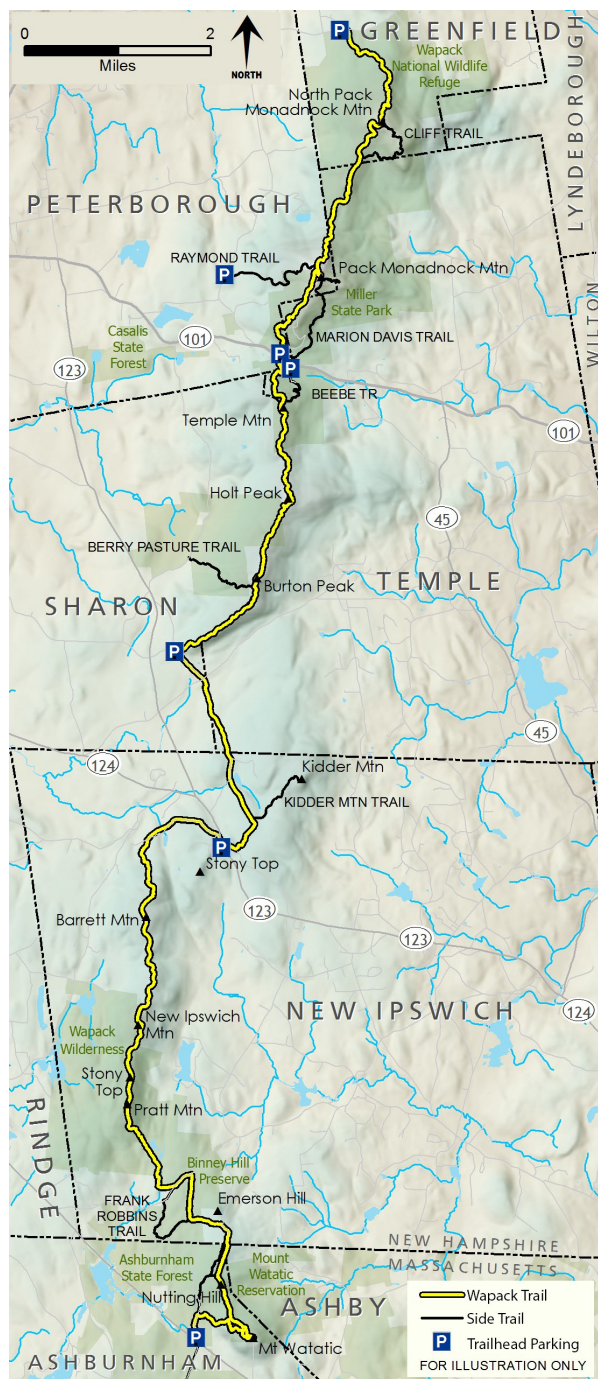 0
2
Miles
NORTH
P
GREENFIELD
Wapack
National Wildlife
Refuge
LYNDEBOROUGH
North Pack
Monadnock Mtn
CLIFF TRAIL
PETERBOROUGH
RAYMOND TRAIL
P
Pack Monadnock Mtn
Miller
State Park
WILTON
Casalis
State
Forest
101
MARION DAVIS TRAIL
P
P
123
BEEBE TR
Temple Mtn
101
Holt Peak
45
BERRY PASTURE TRAIL
Burton Peak
TEMPLE
SHARON
P
45
124
Kidder Mtn
KIDDER MTN TRAIL
P
Stony Top
123
Barrett Mtn
123
124
New Ipswich
Mtn
NEW IPSWICH
Wapack
Wilderness
Stony
Top
Pratt Mtn
RINDGE
Binney Hill
Preserve
FRANK
ROBBINS
TRAIL
Emerson Hill
NEW HAMPSHIRE
MASSACHUSETTS
Ashburnham
State Forest
Mount
Watatic
Reservation
Nutting Hill
ASHBY
P
Mt Watatic
ASHBURNHAM
Wapack Trail
Side Trail
P Trailhead Parking
FOR ILLUSTRATION ONLY